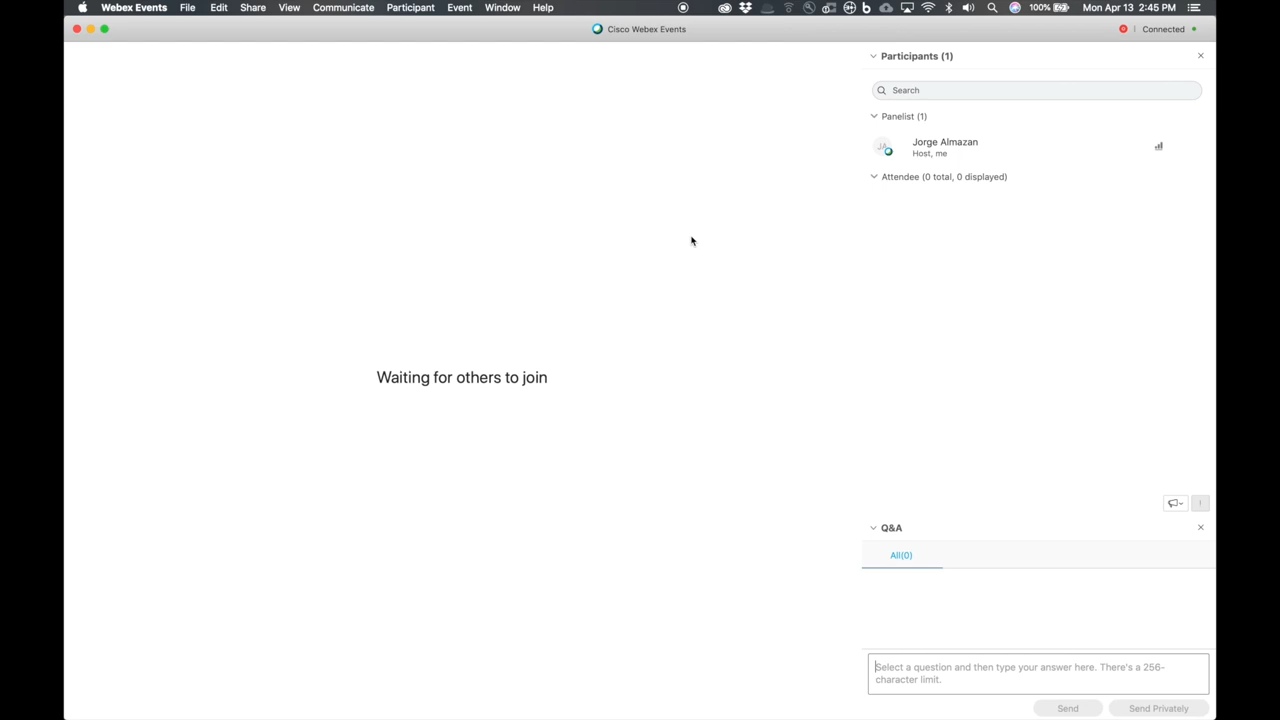 Webex Events File Edit Share View Communicate Participant Event Window Help 100% Mon Apr 13 2:45 PM
Cisco Webex Events Connected
Participants (1)
Search
Panelist (1)
JA Jorge Almazan
Host, me
Attendee (0 total, 0 displayed)
Waiting for others to join
Q&A
All(0)
Select a question and then type your answer here. There's a 256-
character limit.
Send Send Privately